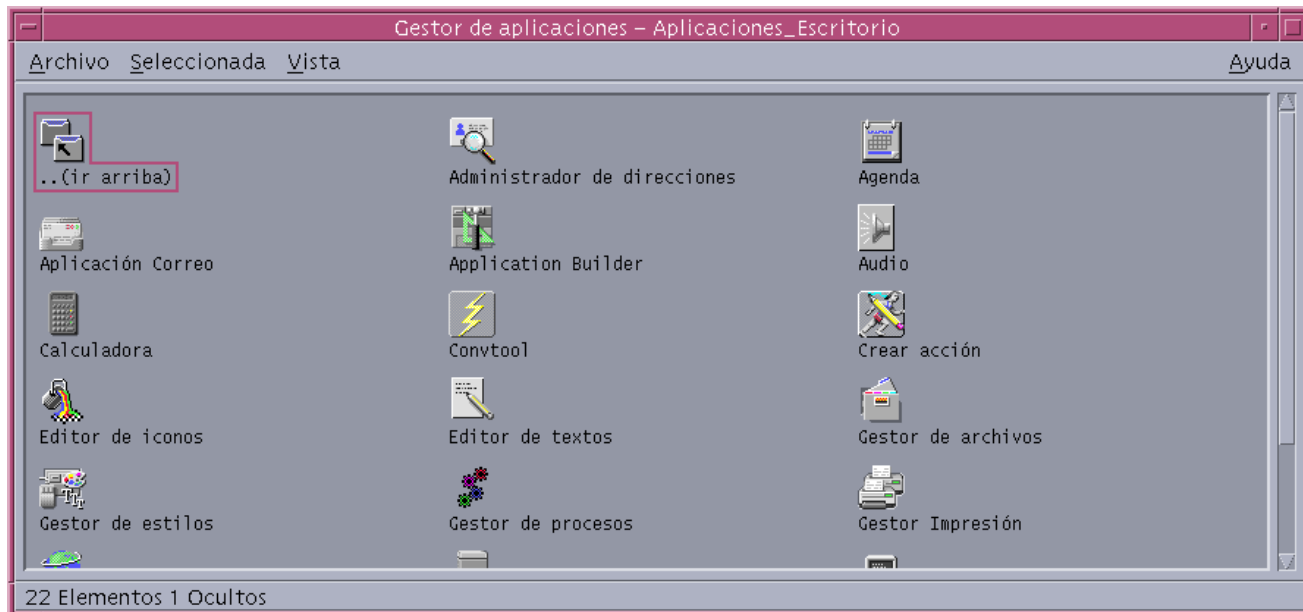 Gestor de aplicaciones – Aplicaciones_Escritorio
Archivo Seleccionada Vista Ayuda
..(ir arriba) Administrador de direcciones Agenda
Aplicación Correo Application Builder Audio
Calculadora Convtool Crear acción
Editor de iconos Editor de textos Gestor de archivos
Gestor de estilos Gestor de procesos Gestor Impresión
22 Elementos 1 Ocultos